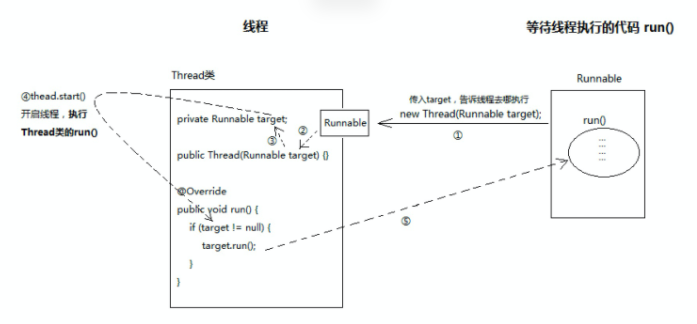 线程
等待线程执行的代码 run()
Thread类
Runnable
④thead.start()
开启线程，执行
Thread类的run()
private Runnable target;
Runnable
传入target，告诉线程去哪执行
new Thread(Runnable target);
①
②
③
run()
public Thread(Runnable target) {}
@Override
public void run() {
if (target != null) {
target.run();
}
}
⑤